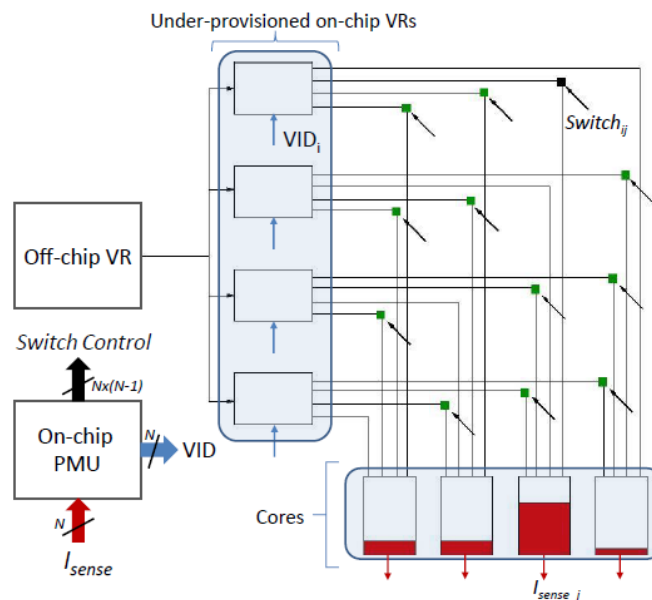 Under-provisioned on-chip VRs
Switchij
VIDi
Off-chip VR
Switch Control
Nx(N-1)
On-chip
PMU
N
VID
N
Isense
Cores
Isense_j